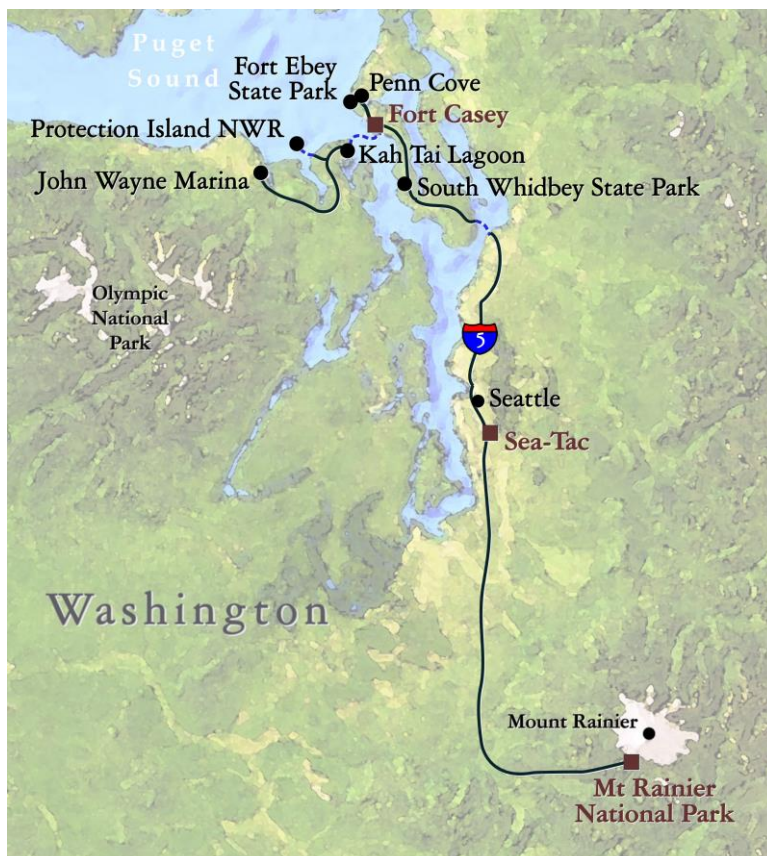 Puget
Sound
Fort Ebey
State Park
Penn Cove
Fort Casey
Protection Island NWR
Kah Tai Lagoon
John Wayne Marina
South Whidbey State Park
Olympic
National
Park
5
Seattle
Sea-Tac
Washington
Mount Rainier
Mt Rainier
National Park